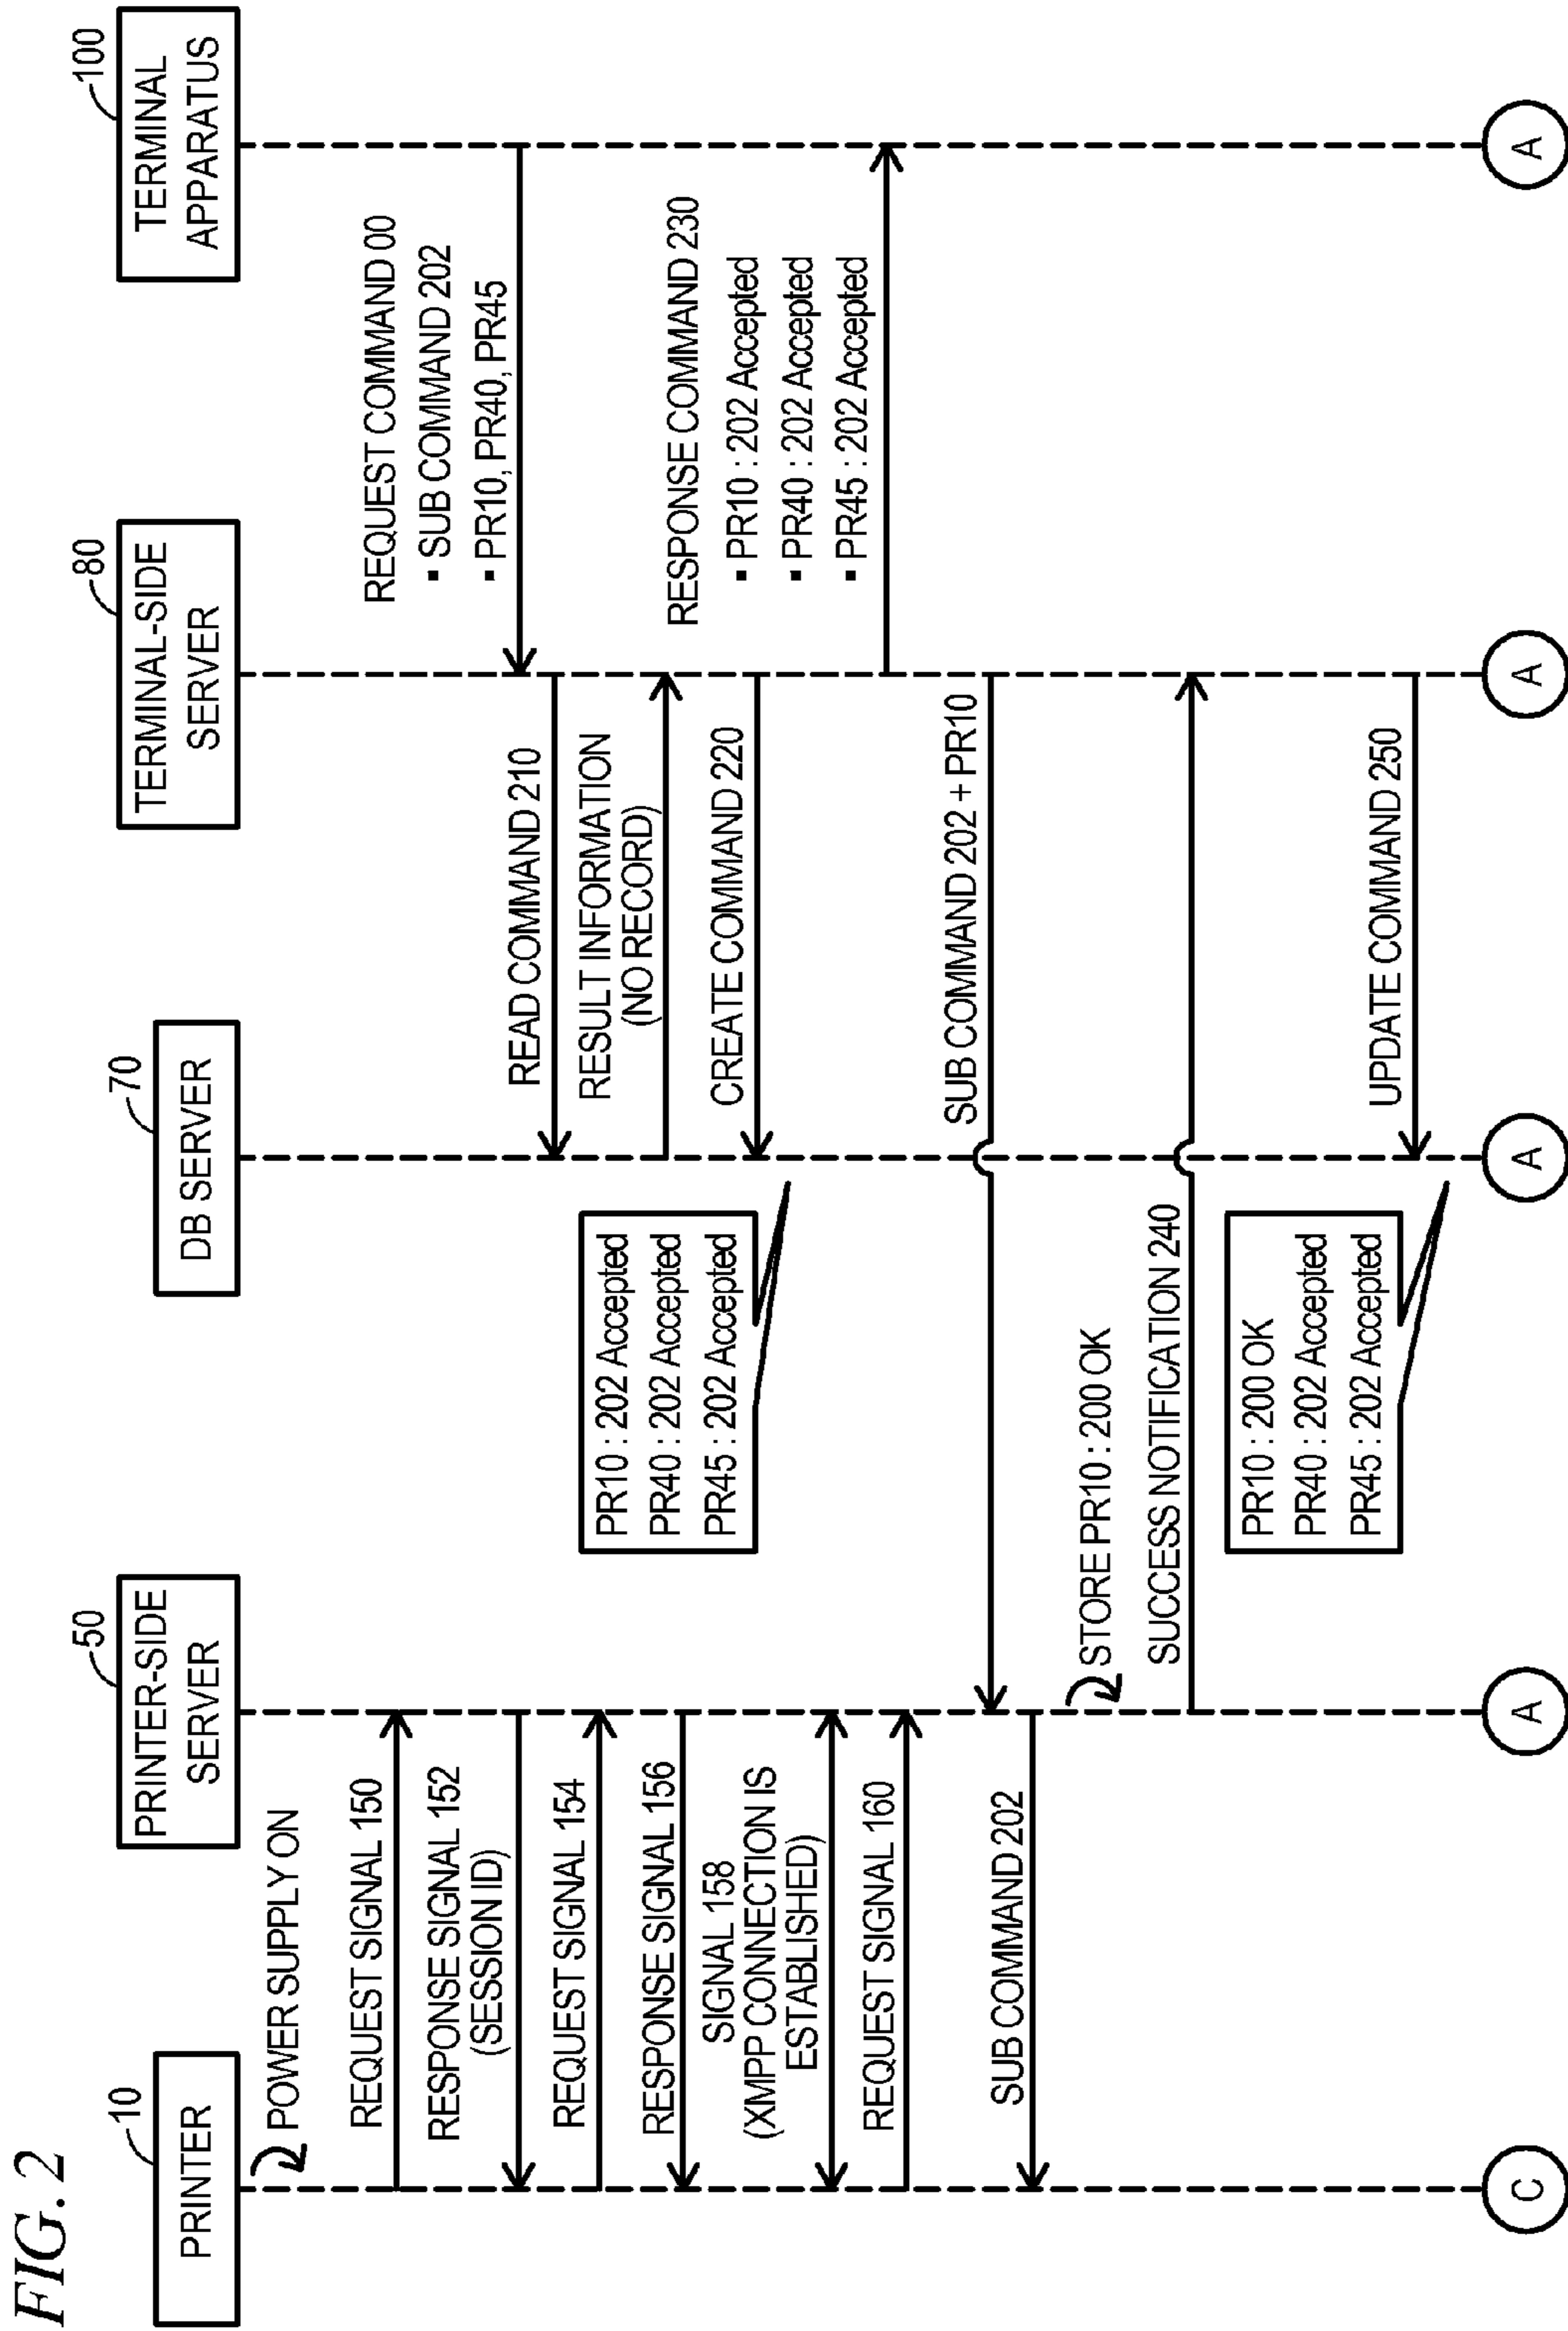 FIG. 2
10
PRINTER
50
PRINTER-SIDE
SERVER
70
DB SERVER
80
TERMINAL-SIDE
SERVER
100
TERMINAL
APPARATUS
POWER SUPPLY ON
REQUEST SIGNAL 150
RESPONSE SIGNAL 152
(SESSION ID)
REQUEST SIGNAL 154
RESPONSE SIGNAL 156
SIGNAL 158
(XMPP CONNECTION IS
ESTABLISHED)
REQUEST SIGNAL 160
REQUEST COMMAND 00
▪ SUB COMMAND 202
▪ PR10, PR40, PR45
READ COMMAND 210
RESULT INFORMATION
(NO RECORD)
CREATE COMMAND 220
PR10 : 202 Accepted
PR40 : 202 Accepted
PR45 : 202 Accepted
RESPONSE COMMAND 230
▪ PR10 : 202 Accepted
▪ PR40 : 202 Accepted
▪ PR45 : 202 Accepted
SUB COMMAND 202 + PR10
SUB COMMAND 202
STORE PR10 : 200 OK
SUCCESS NOTIFICATION 240
UPDATE COMMAND 250
PR10 : 200 OK
PR40 : 202 Accepted
PR45 : 202 Accepted
C
A
A
A
A